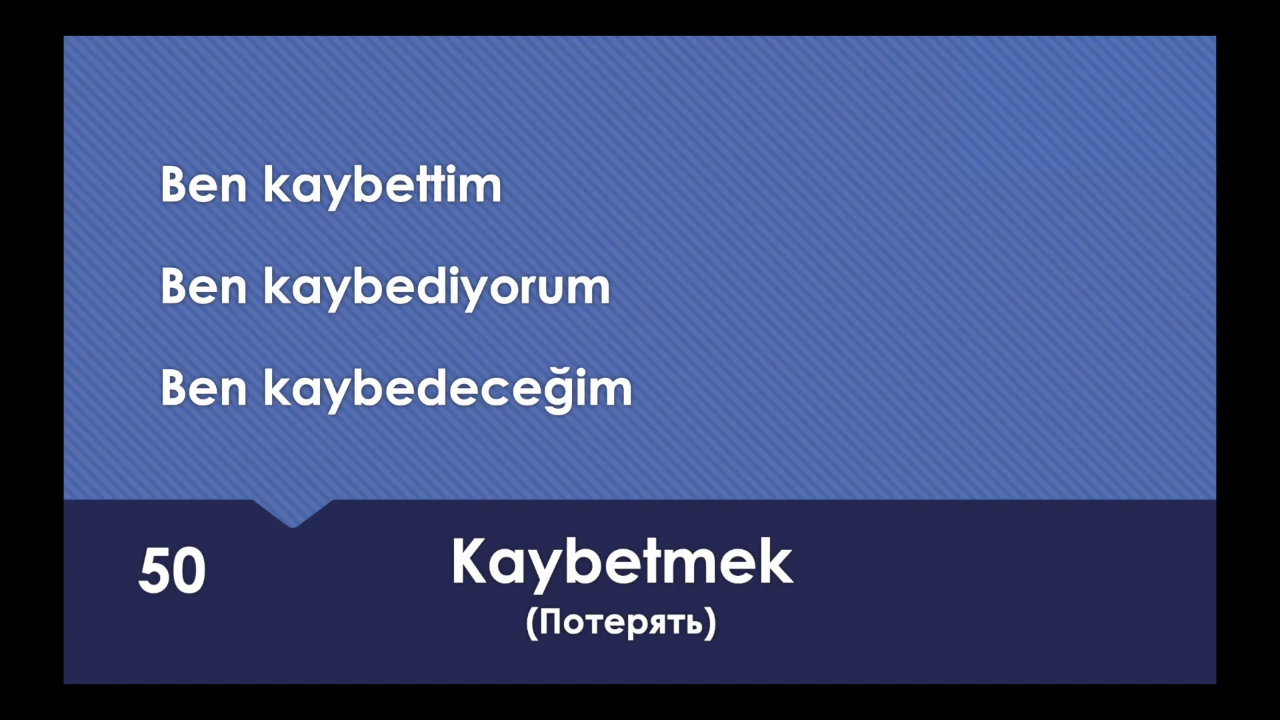 Ben kaybettim
Ben kaybediyorum
Ben kaybedeceğim
50
Kaybetmek
(Потерять)